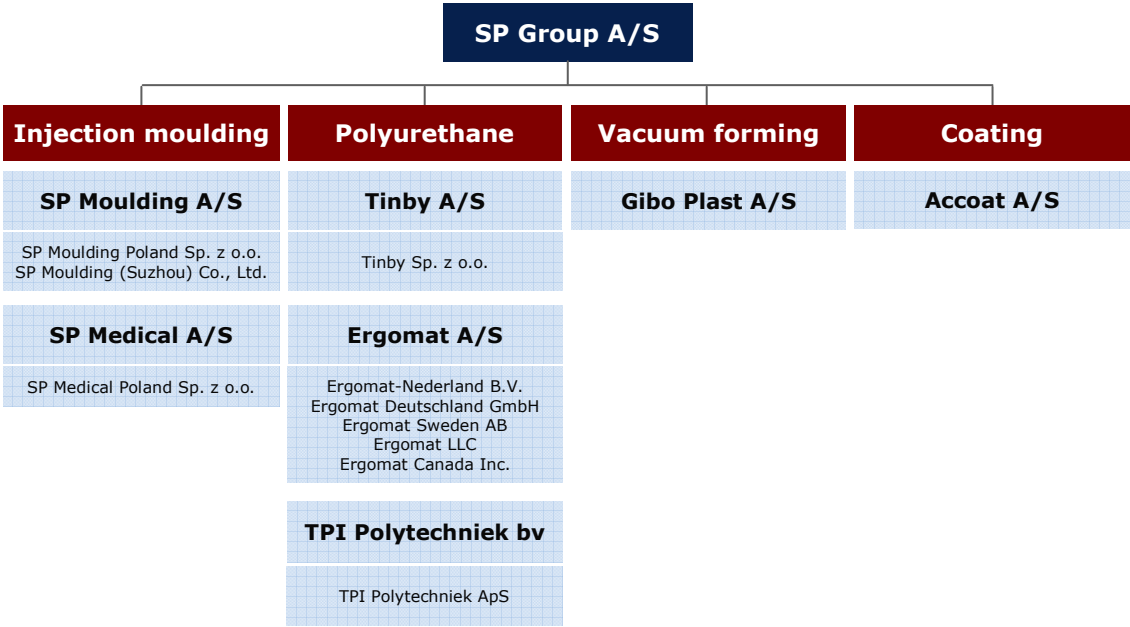 SP Group A/S
Injection moulding
Polyurethane
Vacuum forming
Coating
SP Moulding A/S
SP Moulding Poland Sp. z o.o.
SP Moulding (Suzhou) Co., Ltd.
SP Medical A/S
SP Medical Poland Sp. z o.o.
Tinby A/S
Tinby Sp. z o.o.
Ergomat A/S
Ergomat-Nederland B.V.
Ergomat Deutschland GmbH
Ergomat Sweden AB
Ergomat LLC
Ergomat Canada Inc.
TPI Polytechniek bv
TPI Polytechniek ApS
Gibo Plast A/S
Accoat A/S